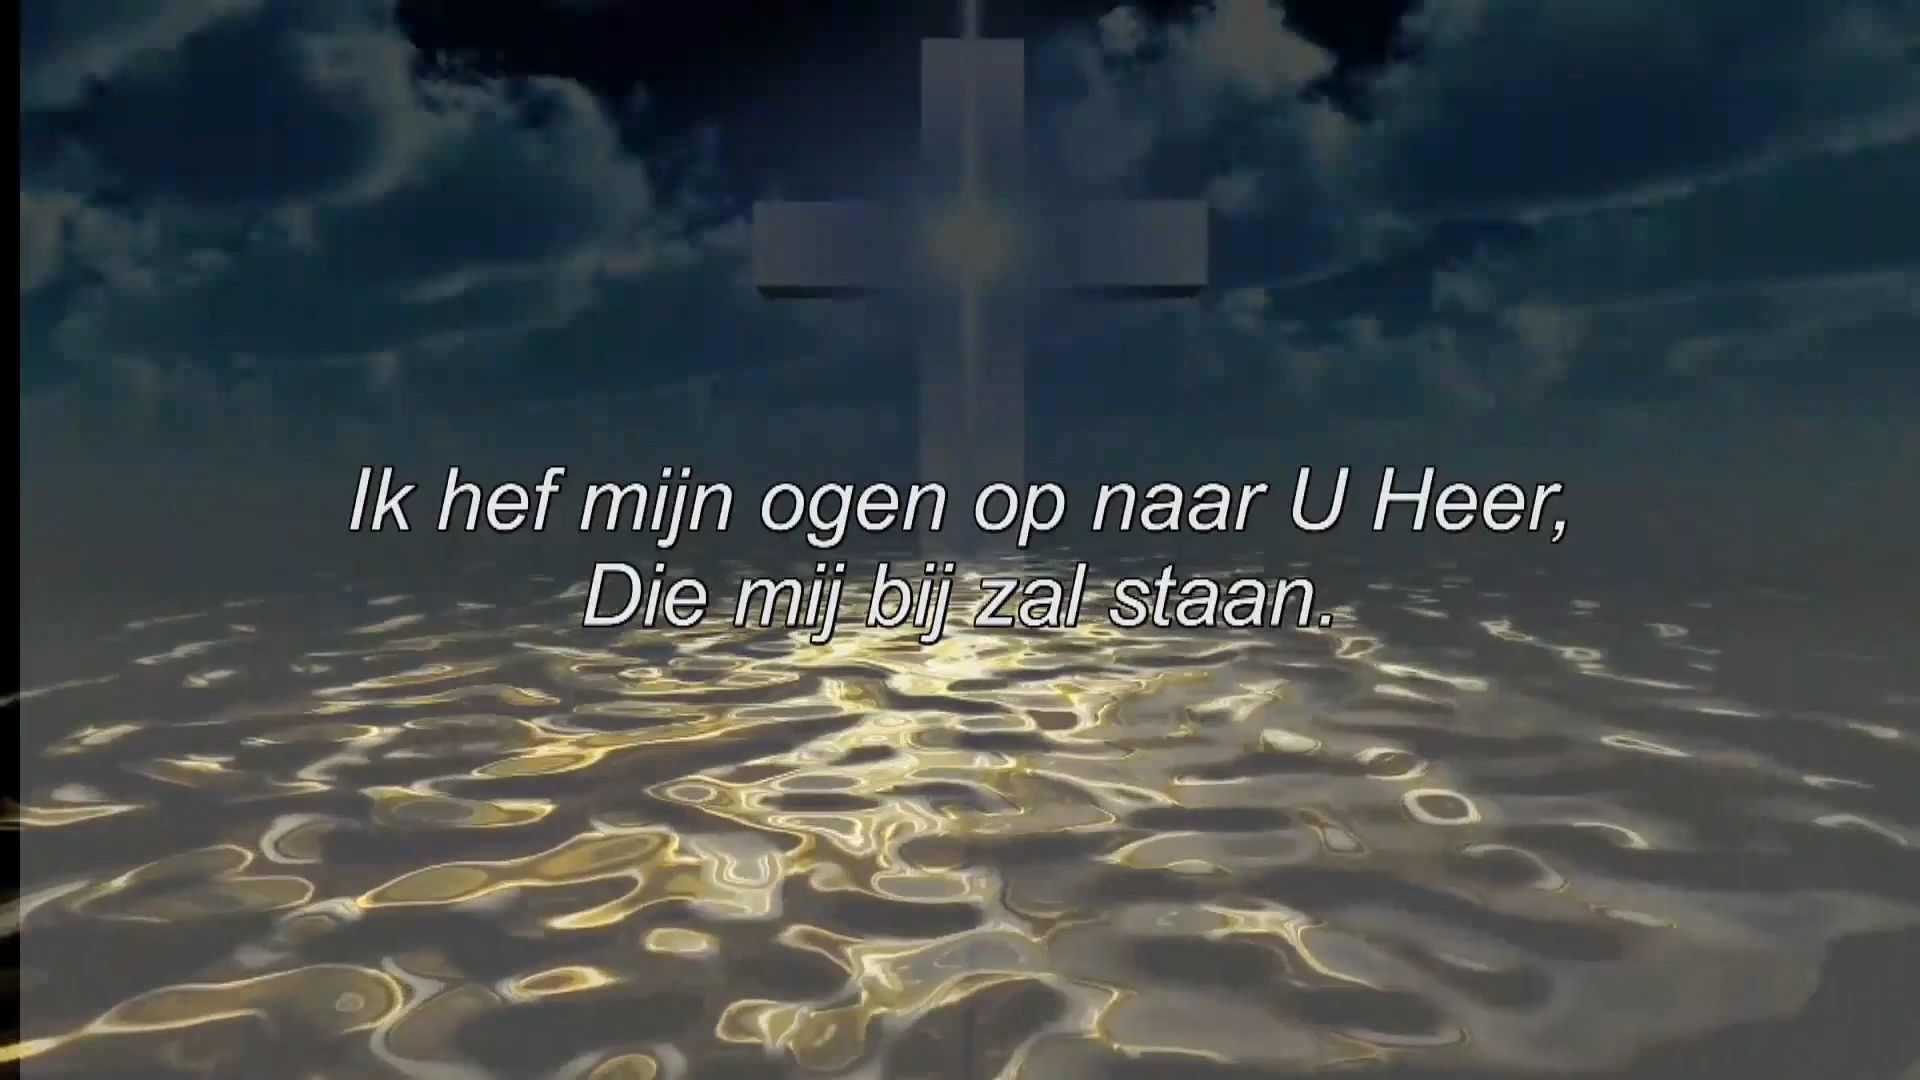 Ik hef mijn ogen op naar U Heer,
Die mij bij zal staan.